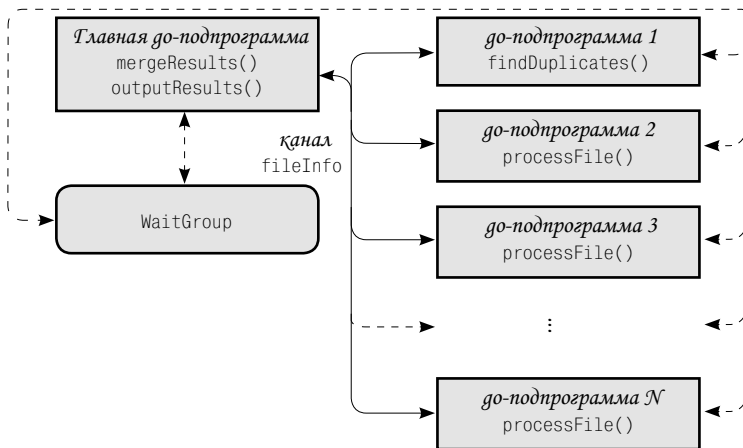 Главная go-подпрограмма
mergeResults()
outputResults()
канал
fileInfo
WaitGroup
go-подпрограмма 1
findDuplicates()
go-подпрограмма 2
processFile()
go-подпрограмма 3
processFile()
⋮
go-подпрограмма N
processFile()